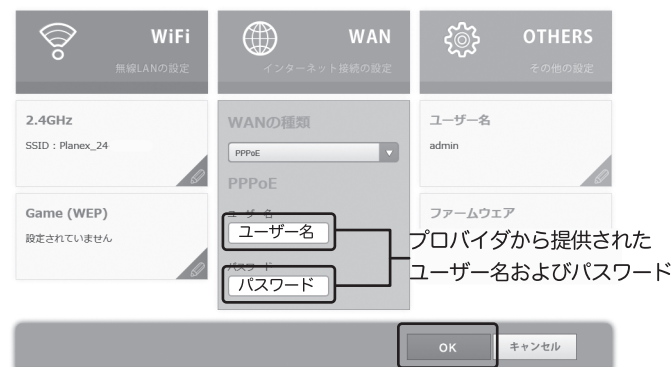 WiFi
無線LANの設定
WAN
インターネット接続の設定
OTHERS
その他の設定
2.4GHz
SSID : Planex_24
Game (WEP)
設定されていません
WANの種類
PPPoE
PPPoE
ユーザー名
ユーザー名
パスワード
パスワード
ユーザー名
admin
ファームウエア
プロバイダから提供された
ユーザー名およびパスワード
OK
キャンセル